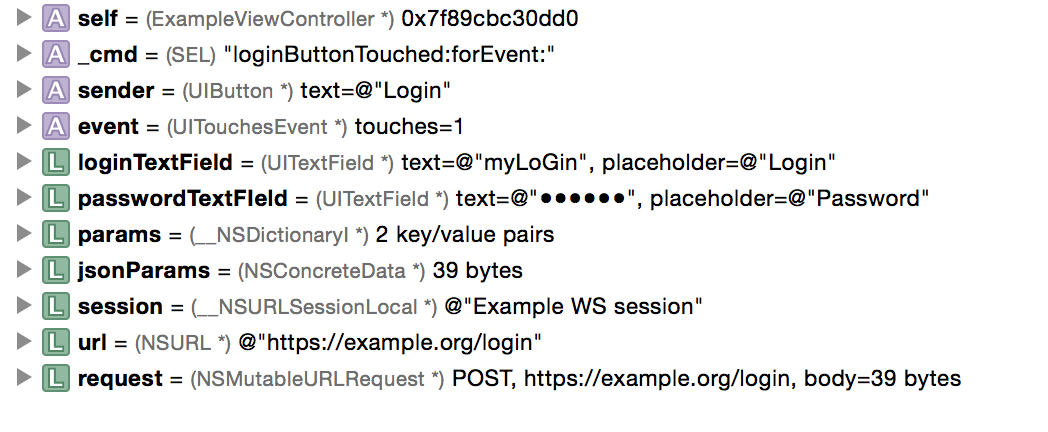 A self = (ExampleViewController *) 0x7f89cbc30dd0
A _cmd = (SEL) "loginButtonTouched:forEvent:"
A sender = (UIButton *) text=@"Login"
A event = (UITouchesEvent *) touches=1
L loginTextField = (UITextField *) text=@"myLoGin", placeholder=@"Login"
L passwordTextFIeld = (UITextField *) text=@"●●●●●●", placeholder=@"Password"
L params = (__NSDictionaryI *) 2 key/value pairs
L jsonParams = (NSConcreteData *) 39 bytes
L session = (__NSURLSessionLocal *) @"Example WS session"
L url = (NSURL *) @"https://example.org/login"
L request = (NSMutableURLRequest *) POST, https://example.org/login, body=39 bytes